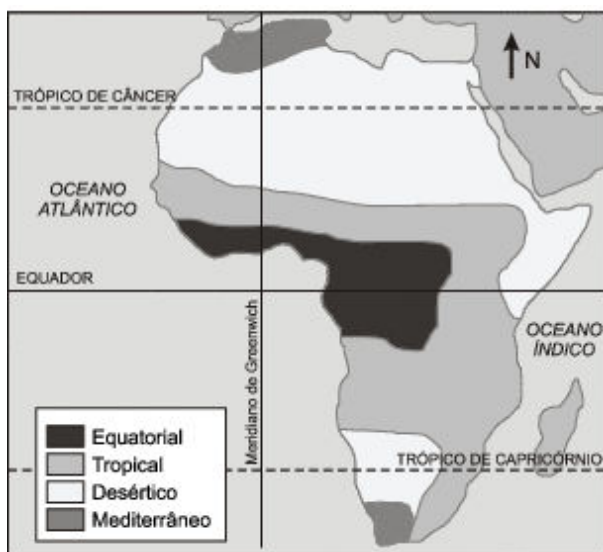 N
TRÓPICO DE CÂNCER
OCEANO
ATLÂNTICO
EQUADOR
OCEANO
ÍNDICO
Meridiano de Greenwich
TRÓPICO DE CAPRICÓRNIO
Equatorial
Tropical
Desértico
Mediterrâneo